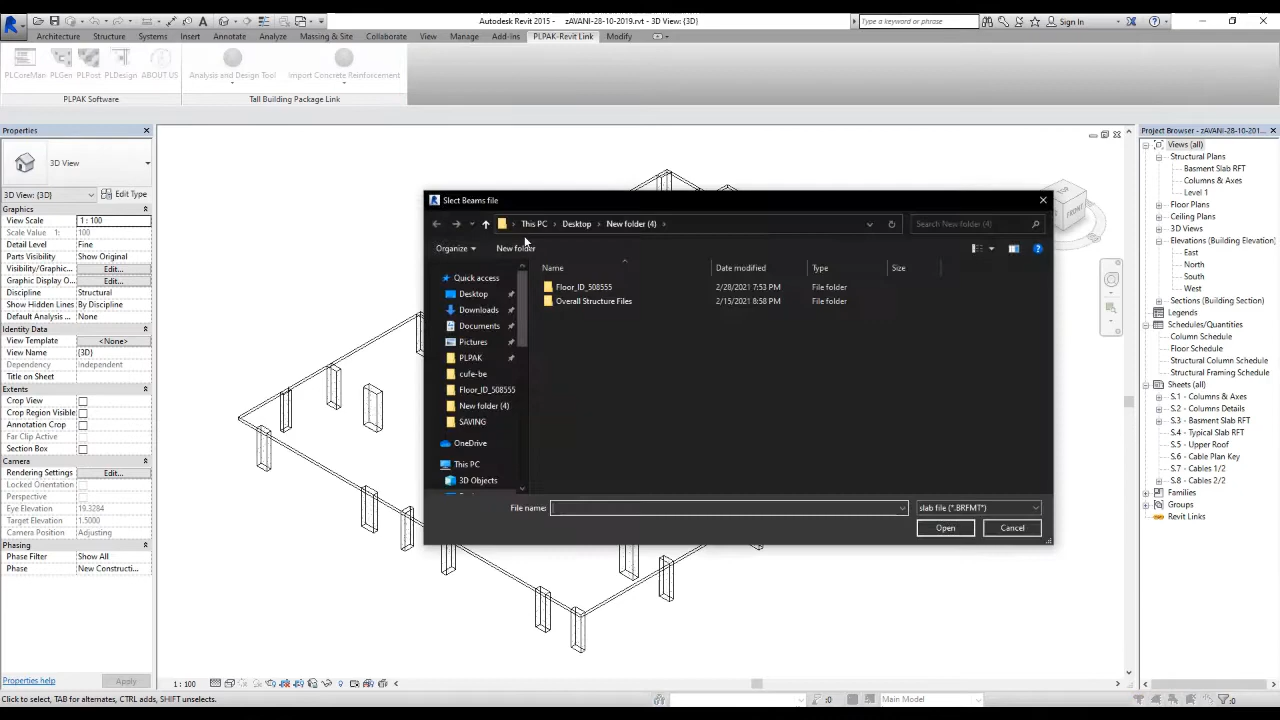 Autodesk Revit 2015 - zAVANI-28-10-2019.rvt - 3D View: {3D}
Type a keyword or phrase
Sign In
Architecture Structure Systems Insert Annotate Analyze Massing & Site Collaborate View Manage Add-Ins PLPAK-Revit Link Modify
PLCoreMan PLGen PLPost PLDesign ABOUT US Analysis and Design Tool Import Concrete Reinforcement
PLPAK Software Tall Building Package Link
Properties
3D View
3D View: {3D} Edit Type
Graphics
View Scale 1 : 100
Scale Value 1: 100
Detail Level Fine
Parts Visibility Show Original
Visibility/Graphic... Edit...
Graphic Display O... Edit...
Discipline Structural
Show Hidden Lines By Discipline
Default Analysis ... None
Identity Data
View Template <None>
View Name {3D}
Dependency Independent
Title on Sheet
Extents
Crop View
Crop Region Visible
Annotation Crop
Far Clip Active
Section Box
Camera
Rendering Settings Edit...
Locked Orientation
Perspective
Eye Elevation 19.3284
Target Elevation 1.5000
Camera Position Adjusting
Phasing
Phase Filter Show All
Phase New Constructi...
Properties help Apply
Slect Beams file
This PC Desktop New folder (4)
Search New folder (4)
Organize New folder
Name Date modified Type Size
Floor_ID_508555 2/28/2021 7:53 PM File folder
Overall Structure Files 2/15/2021 8:58 PM File folder
Quick access
Desktop
Downloads
Documents
Pictures
PLPAK
cufe-be
Floor_ID_508555
New folder (4)
SAVING
OneDrive
This PC
3D Objects
File name:
slab file (*.BRFMT*)
Open Cancel
FRONT
Project Browser - zAVANI-28-10-201...
Views (all)
Structural Plans
Basment Slab RFT
Columns & Axes
Level 1
Floor Plans
Ceiling Plans
3D Views
Elevations (Building Elevation)
East
North
South
West
Sections (Building Section)
Legends
Schedules/Quantities
Column Schedule
Floor Schedule
Structural Column Schedule
Structural Framing Schedule
Sheets (all)
S.1 - Columns & Axes
S.2 - Columns Details
S.3 - Basment Slab RFT
S.4 - Typical Slab RFT
S.5 - Upper Roof
S.6 - Cable Plan Key
S.7 - Cables 1/2
S.8 - Cables 2/2
Families
Groups
Revit Links
1 : 100
Click to select, TAB for alternates, CTRL adds, SHIFT unselects.
:0 Main Model :0